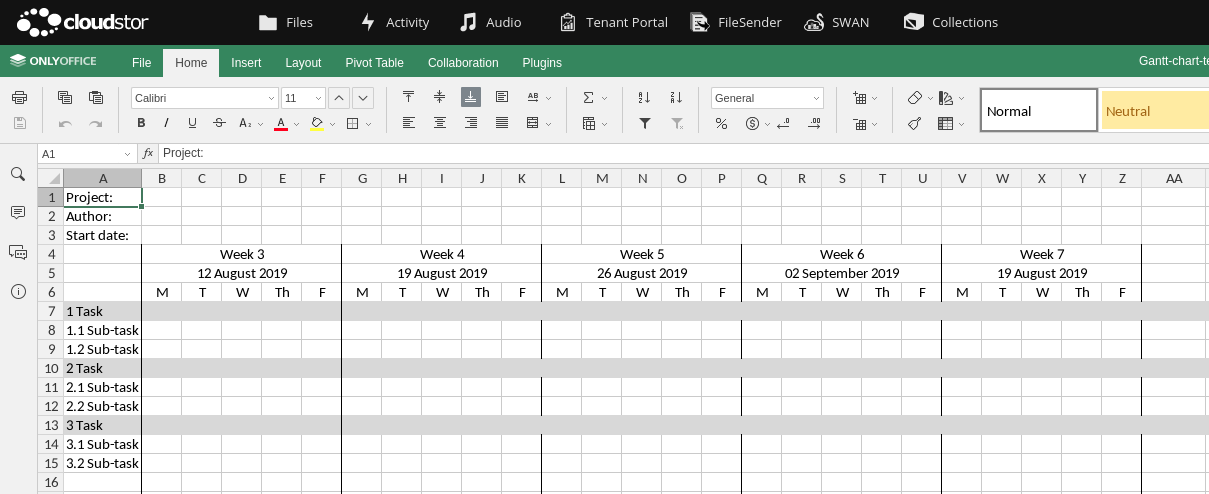 cloudstor Files Activity Audio Tenant Portal FileSender SWAN Collections
ONLYOFFICE File Home Insert Layout Pivot Table Collaboration Plugins Gantt-chart-te
Calibri 11 General Normal Neutral
A1 fx Project:
A B C D E F G H I J K L M N O P Q R S T U V W X Y Z AA
1 Project:
2 Author:
3 Start date:
4 Week 3 Week 4 Week 5 Week 6 Week 7
5 12 August 2019 19 August 2019 26 August 2019 02 September 2019 19 August 2019
6 M T W Th F M T W Th F M T W Th F M T W Th F M T W Th F
7 1 Task
8 1.1 Sub-task
9 1.2 Sub-task
10 2 Task
11 2.1 Sub-task
12 2.2 Sub-task
13 3 Task
14 3.1 Sub-task
15 3.2 Sub-task
16